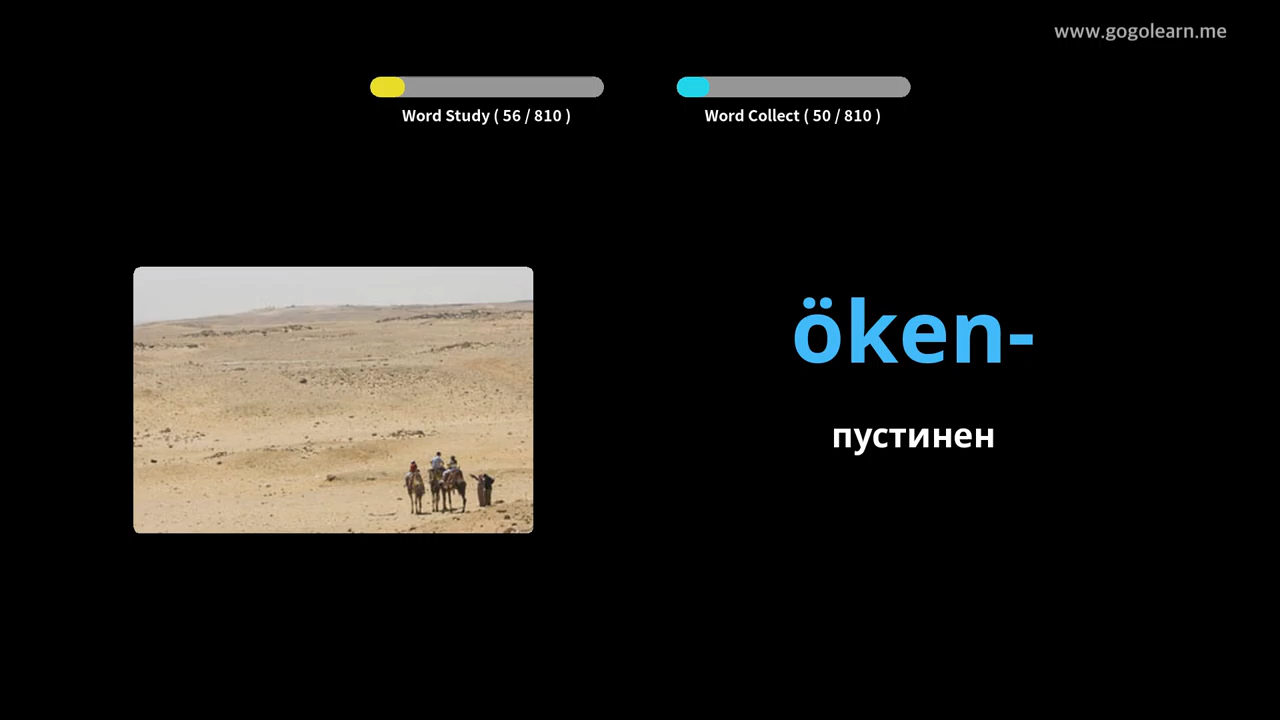 www.gogolearn.me
Word Study ( 56 / 810 )
Word Collect ( 50 / 810 )
öken-
пустинен